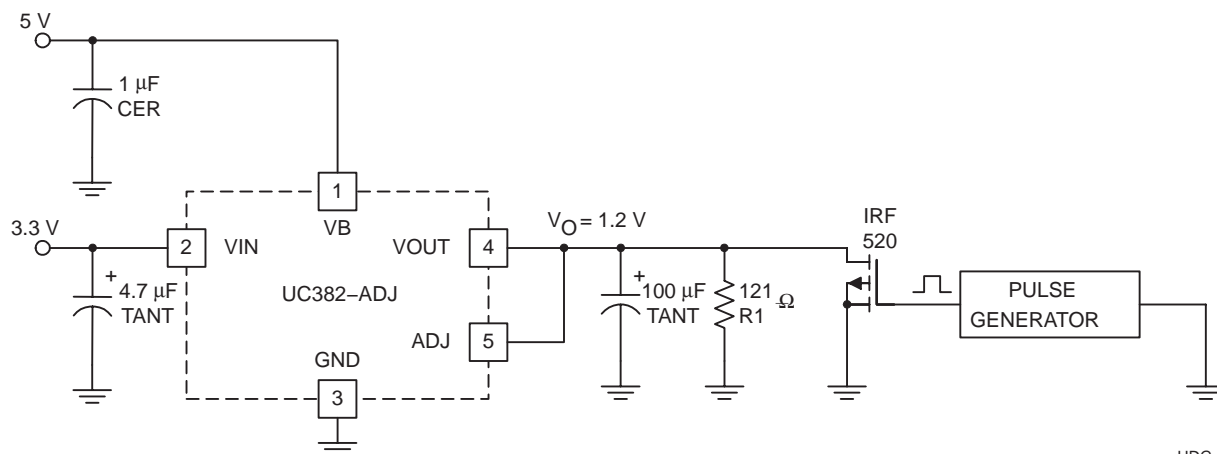 5 V
1 μF
CER
1
VB
3.3 V
2
VIN
VOUT
4
V_O = 1.2 V
IRF
520
+
4.7 μF
TANT
UC382–ADJ
+
100 μF
TANT
121 Ω
R1
PULSE
GENERATOR
ADJ
5
GND
3